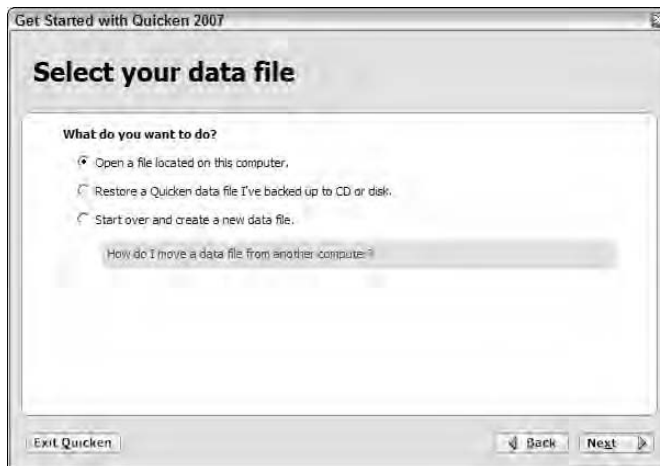 Get Started with Quicken 2007
Select your data file
What do you want to do?
Open a file located on this computer.
Restore a Quicken data file I've backed up to CD or disk.
Start over and create a new data file.
How do I move a data file from another computer?
Exit Quicken
Back
Next